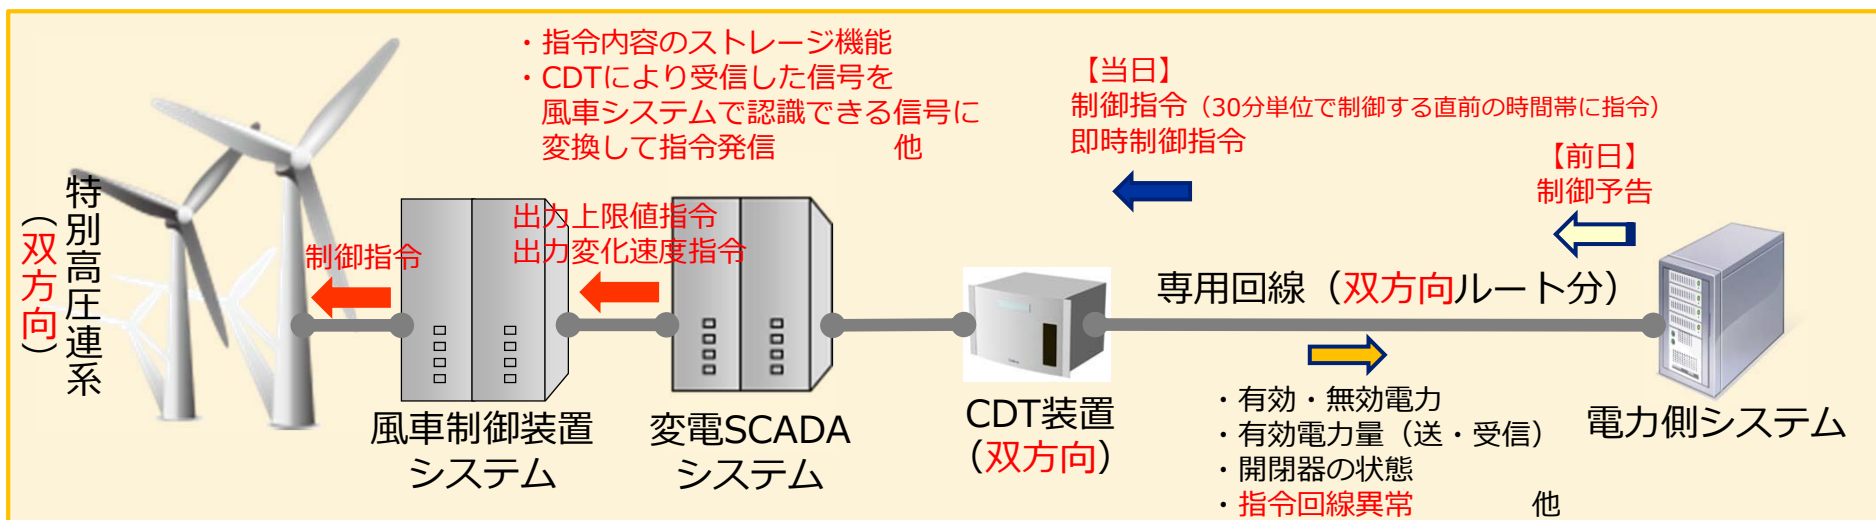 ・指令内容のストレージ機能
・CDTにより受信した信号を
風車システムで認識できる信号に
変換して指令発信　　　　他
【当日】
制御指令（30分単位で制御する直前の時間帯に指令）
即時制御指令
【前日】
制御予告
特別高圧連系
（双方向）
制御指令
出力上限値指令
出力変化速度指令
専用回線（双方向ルート分）
風車制御装置
システム
変電SCADA
システム
CDT装置
（双方向）
・有効・無効電力
・有効電力量（送・受信）
・開閉器の状態
・指令回線異常　　　　他
電力側システム